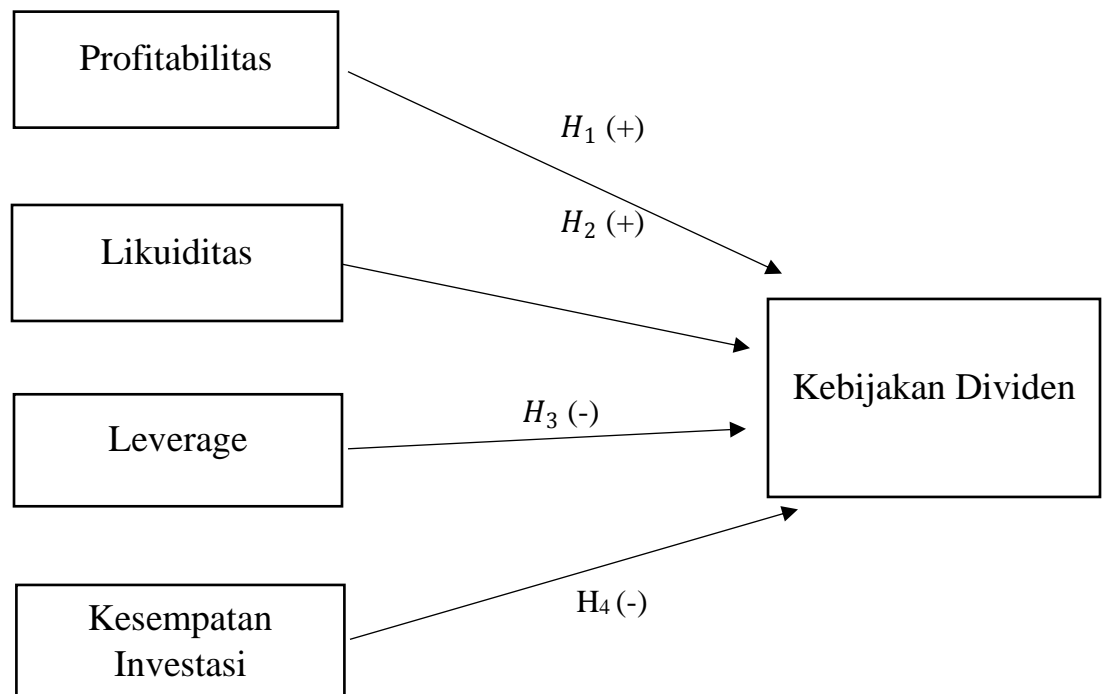 Profitabilitas
H₁ (+)
Likuiditas
H₂ (+)
Kebijakan Dividen
Leverage
H₃ (-)
Kesempatan
Investasi
H₄ (-)